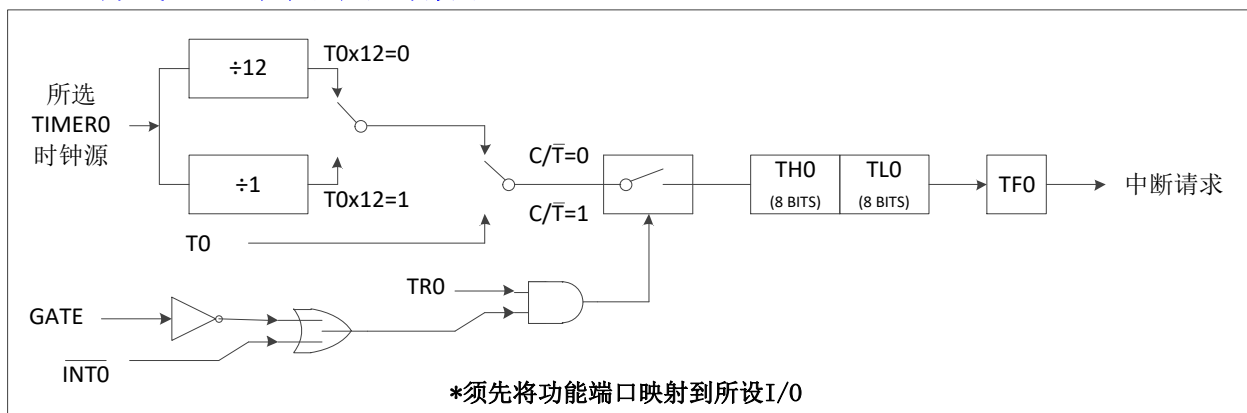 ÷12
T0x12=0
所选
TIMER0
时钟源
÷1
T0x12=1
C/T̅=0
C/T̅=1
TH0
(8 BITS)
TL0
(8 BITS)
TF0
中断请求
T0
TR0
GATE
I̅N̅T̅0̅
*须先将功能端口映射到所设I/O